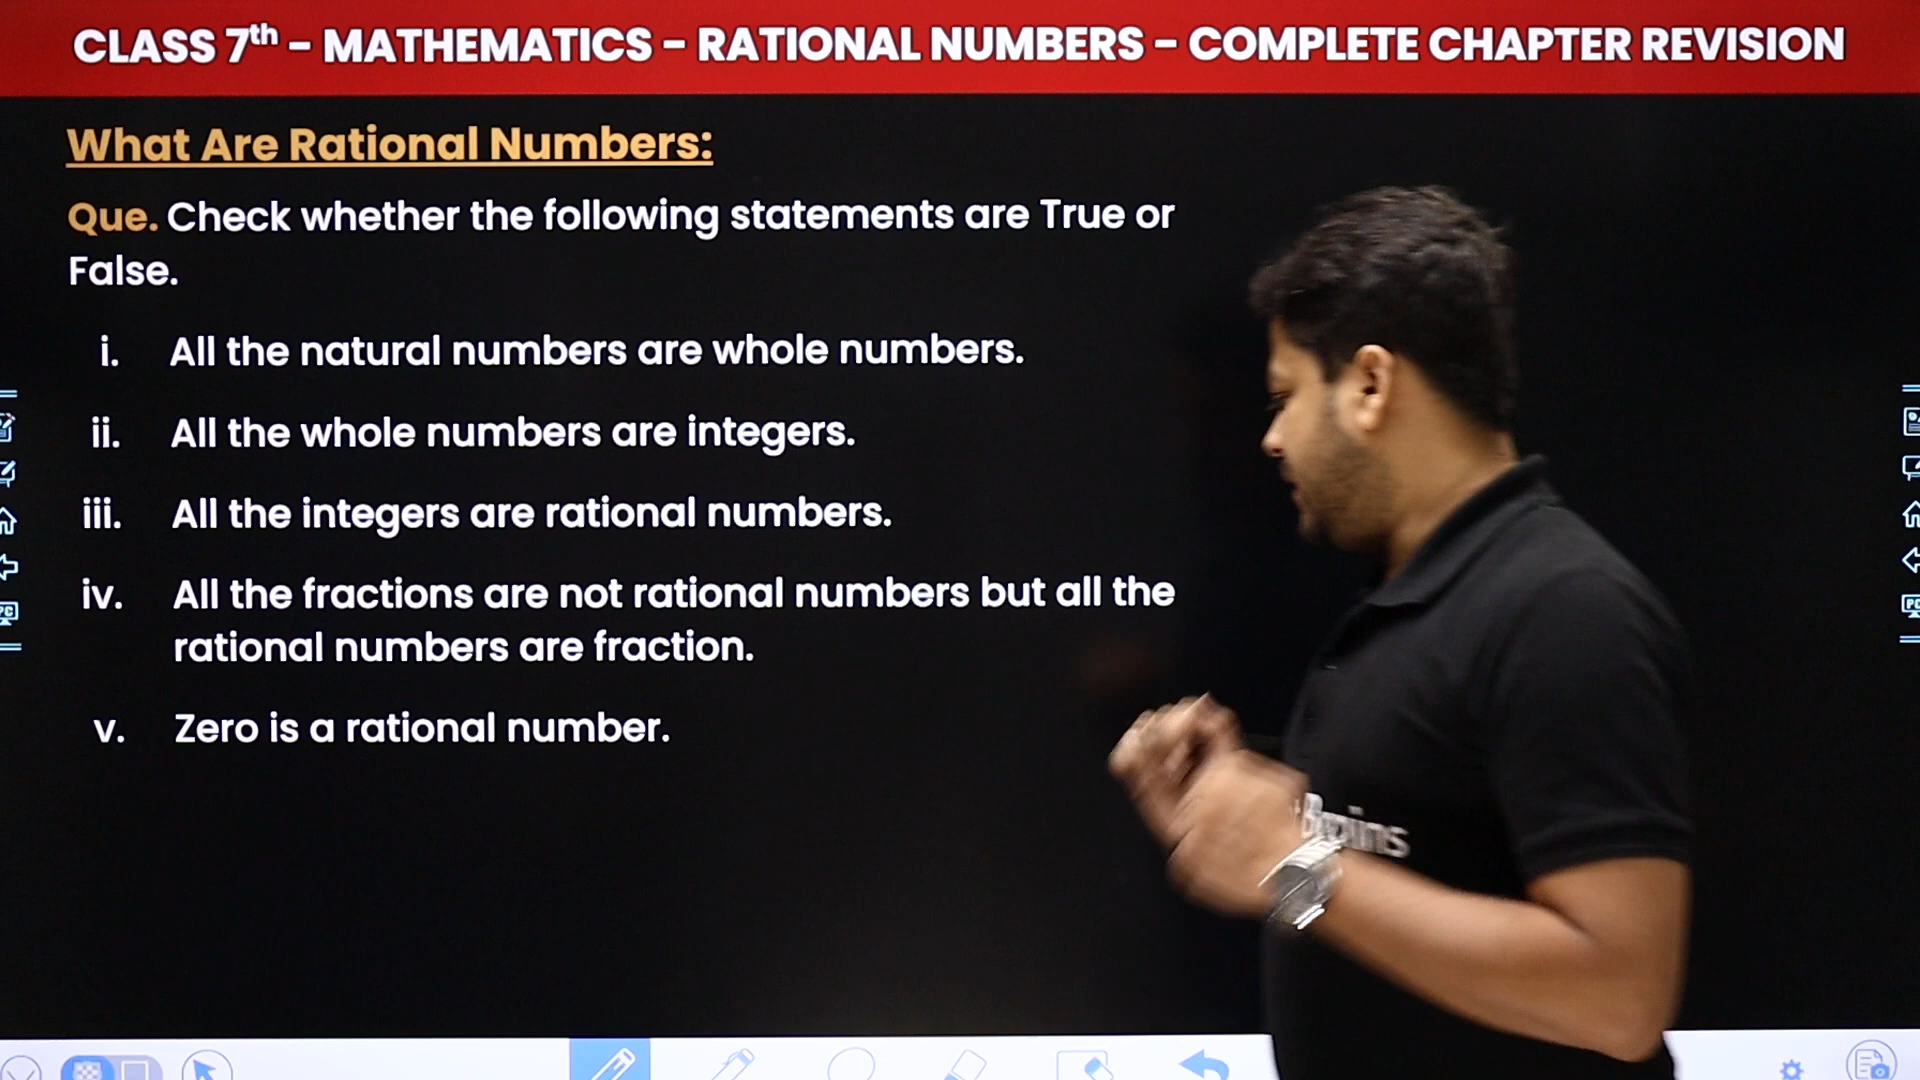 CLASS 7th – MATHEMATICS – RATIONAL NUMBERS – COMPLETE CHAPTER REVISION
What Are Rational Numbers:
Que. Check whether the following statements are True or
False.
i. All the natural numbers are whole numbers.
ii. All the whole numbers are integers.
iii. All the integers are rational numbers.
iv. All the fractions are not rational numbers but all the
rational numbers are fraction.
v. Zero is a rational number.
Brains